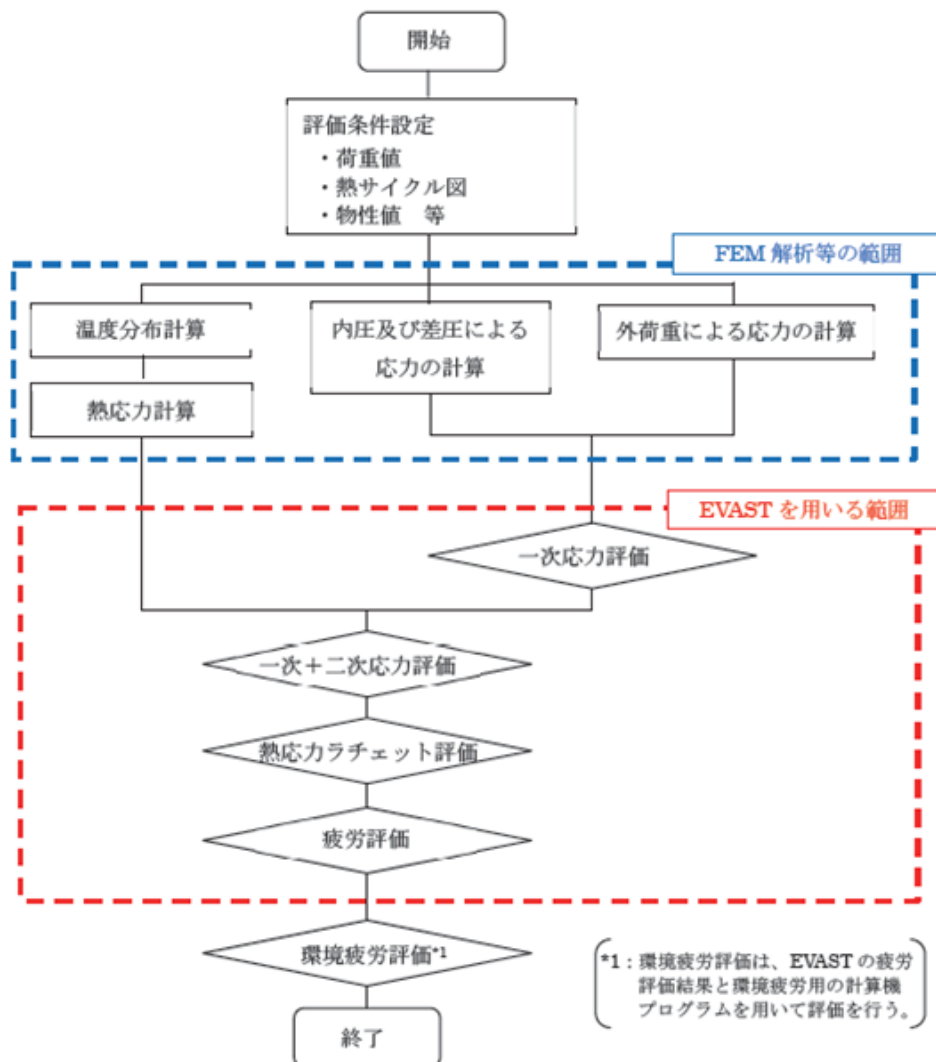 開始
評価条件設定
・荷重値
・熱サイクル図
・物性値　等
FEM 解析等の範囲
温度分布計算
内圧及び差圧による
応力の計算
外荷重による応力の計算
熱応力計算
EVAST を用いる範囲
一次応力評価
一次＋二次応力評価
熱応力ラチェット評価
疲労評価
環境疲労評価*1
*1：環境疲労評価は、EVAST の疲労
評価結果と環境疲労用の計算機
プログラムを用いて評価を行う。
終了